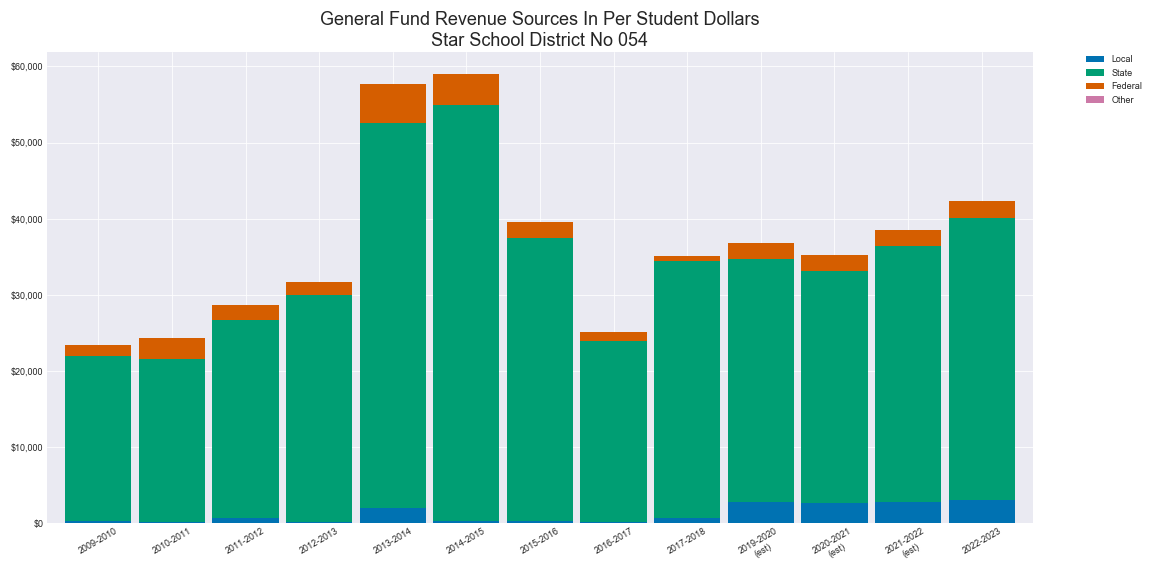 General Fund Revenue Sources In Per Student Dollars
Star School District No 054
Local
State
Federal
Other
$60,000
$50,000
$40,000
$30,000
$20,000
$10,000
$0
2009-2010
2010-2011
2011-2012
2012-2013
2013-2014
2014-2015
2015-2016
2016-2017
2017-2018
2019-2020
(est)
2020-2021
(est)
2021-2022
(est)
2022-2023